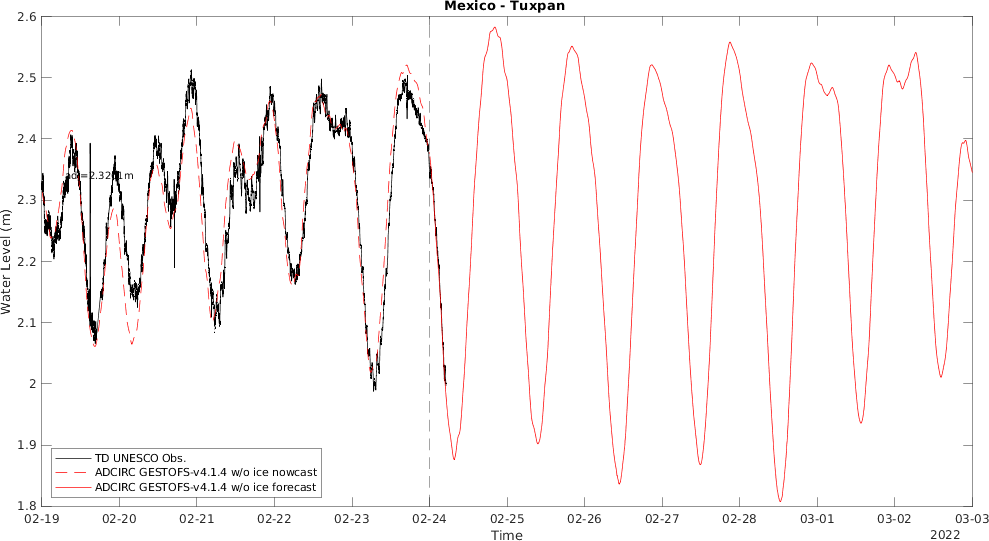 Mexico - Tuxpan
2.6
2.5
2.4
2.3
2.2
2.1
2
1.9
1.8
Water Level (m)
TD UNESCO Obs.
ADCIRC GESTOFS-v4.1.4 w/o ice nowcast
ADCIRC GESTOFS-v4.1.4 w/o ice forecast
02-19 02-20 02-21 02-22 02-23 02-24 02-25 02-26 02-27 02-28 03-01 03-02 03-03
Time
2022